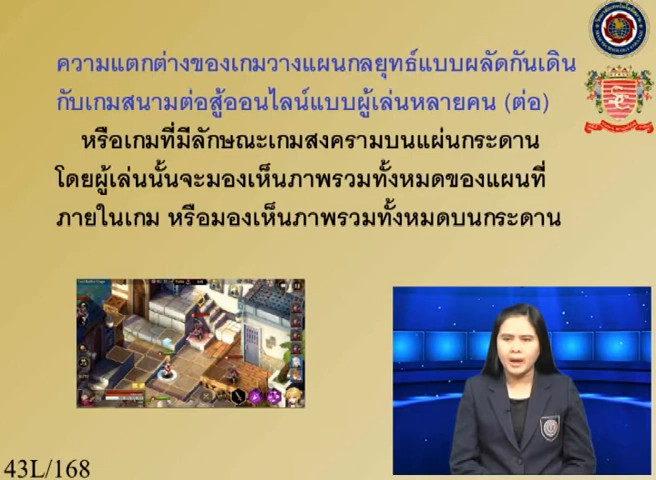 ความแตกต่างของเกมวางแผนกลยุทธ์แบบผลัดกันเดิน
กับเกมสนามต่อสู้ออนไลน์แบบผู้เล่นหลายคน (ต่อ)
หรือเกมที่มีลักษณะเกมสงครามบนแผ่นกระดาน
โดยผู้เล่นนั้นจะมองเห็นภาพรวมทั้งหมดของแผนที่
ภายในเกม หรือมองเห็นภาพรวมทั้งหมดบนกระดาน
43L/168